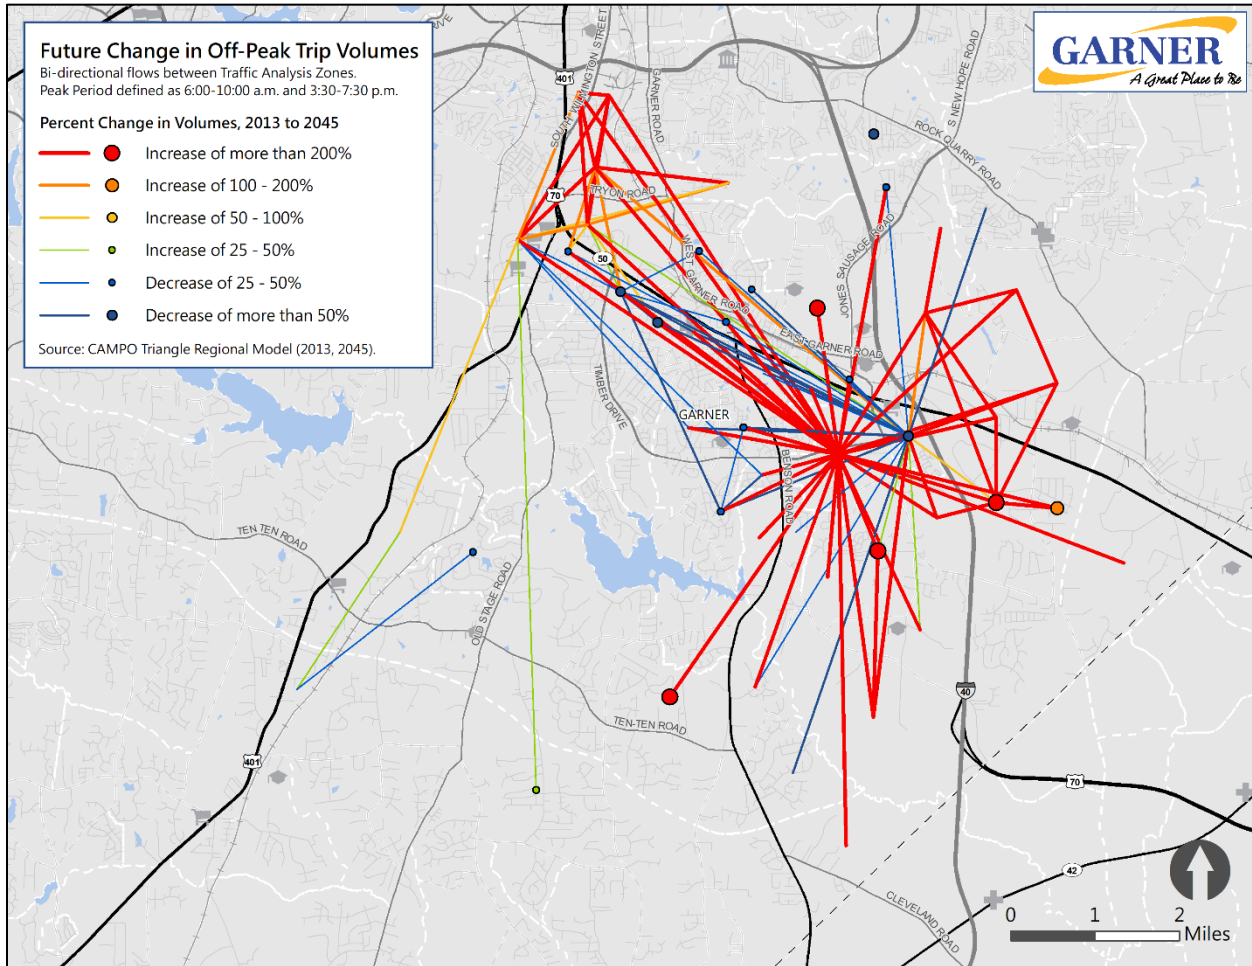 Future Change in Off-Peak Trip Volumes
Bi-directional flows between Traffic Analysis Zones.
Peak Period defined as 6:00-10:00 a.m. and 3:30-7:30 p.m.
Percent Change in Volumes, 2013 to 2045
Increase of more than 200%
Increase of 100 - 200%
Increase of 50 - 100%
Increase of 25 - 50%
Decrease of 25 - 50%
Decrease of more than 50%
Source: CAMPO Triangle Regional Model (2013, 2045).
GARNER
A Great Place to Be
AVE
401
SOUTH WILMINGTON STREET
GARNER ROAD
S NEW HOPE ROAD
ROCK QUARRY ROAD
70
TRYON ROAD
50
WEST GARNER ROAD
JONES SAUSAGE ROAD
EAST GARNER ROAD
TIMBER DRIVE
GARNER
BENSON ROAD
TEN TEN ROAD
OLD STAGE ROAD
TEN-TEN ROAD
40
401
70
42
CLEVELAND ROAD
0 1 2
Miles